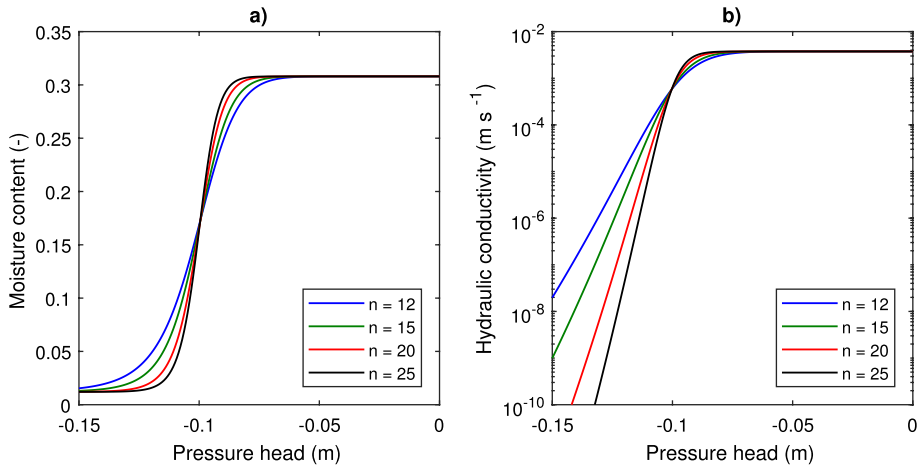 a)
0.35
0.3
0.25
0.2
0.15
0.1
0.05
0
Moisture content (-)
-0.15 -0.1 -0.05 0
Pressure head (m)
n = 12
n = 15
n = 20
n = 25
b)
10⁻²
10⁻⁴
10⁻⁶
10⁻⁸
10⁻¹⁰
Hydraulic conductivity (m s ⁻¹)
-0.15 -0.1 -0.05 0
Pressure head (m)
n = 12
n = 15
n = 20
n = 25